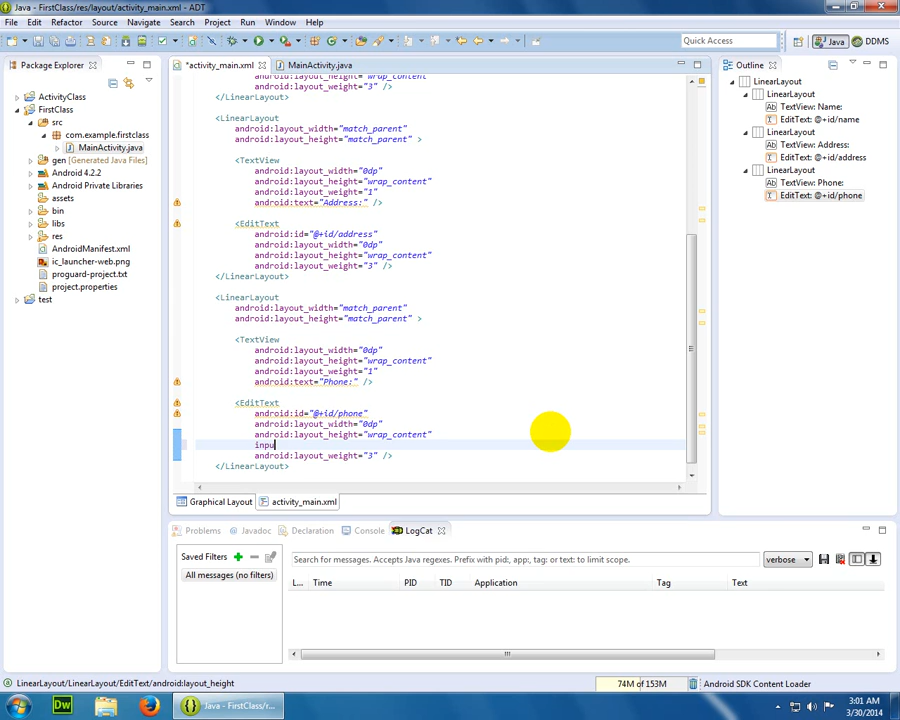 Java - FirstClass/res/layout/activity_main.xml - ADT
File Edit Refactor Source Navigate Search Project Run Window Help
Quick Access
Java
DDMS
Package Explorer
*activity_main.xml
MainActivity.java
Outline
ActivityClass
FirstClass
src
com.example.firstclass
MainActivity.java
gen [Generated Java Files]
Android 4.2.2
Android Private Libraries
assets
bin
libs
res
AndroidManifest.xml
ic_launcher-web.png
proguard-project.txt
project.properties
test
android:layout_height="wrap_content"
android:layout_weight="3" />
</LinearLayout>
<LinearLayout
android:layout_width="match_parent"
android:layout_height="match_parent" >
<TextView
android:layout_width="0dp"
android:layout_height="wrap_content"
android:layout_weight="1"
android:text="Address:" />
<EditText
android:id="@+id/address"
android:layout_width="0dp"
android:layout_height="wrap_content"
android:layout_weight="3" />
</LinearLayout>
<LinearLayout
android:layout_width="match_parent"
android:layout_height="match_parent" >
<TextView
android:layout_width="0dp"
android:layout_height="wrap_content"
android:layout_weight="1"
android:text="Phone:" />
<EditText
android:id="@+id/phone"
android:layout_width="0dp"
android:layout_height="wrap_content"
inpu
android:layout_weight="3" />
</LinearLayout>
Graphical Layout
activity_main.xml
LinearLayout
LinearLayout
TextView: Name:
EditText: @+id/name
LinearLayout
TextView: Address:
EditText: @+id/address
LinearLayout
TextView: Phone:
EditText: @+id/phone
Problems
@ Javadoc
Declaration
Console
LogCat
Saved Filters
All messages (no filters)
Search for messages. Accepts Java regexes. Prefix with pid:, app:, tag: or text: to limit scope.
verbose
L... Time PID TID Application Tag Text
LinearLayout/LinearLayout/EditText/android:layout_height
74M of 153M
Android SDK Content Loader
Dw
Java - FirstClass/r...
3:01 AM
3/30/2014